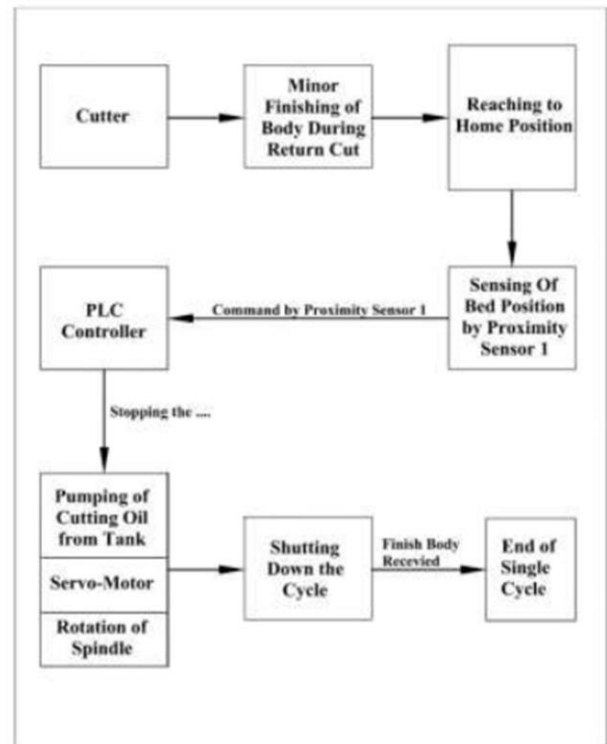 Cutter
Minor
Finishing of
Body During
Return Cut
Reaching to
Home Position
PLC
Controller
Command by Proximity Sensor 1
Sensing Of
Bed Position
by Proximity
Sensor 1
Stopping the ....
Pumping of
Cutting Oil
from Tank
Servo-Motor
Rotation of
Spindle
Shutting
Down the
Cycle
Finish Body
Recevied
End of
Single
Cycle